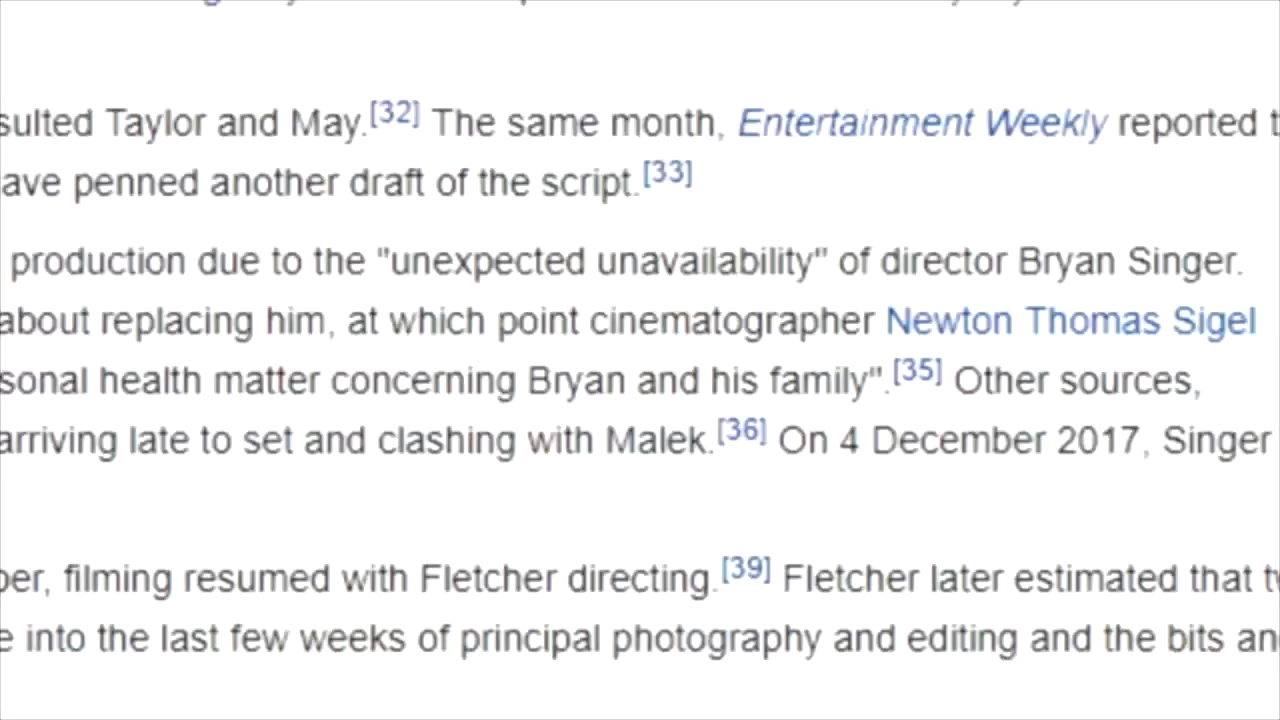 sulted Taylor and May.[32] The same month, Entertainment Weekly reported
ave penned another draft of the script.[33]
production due to the "unexpected unavailability" of director Bryan Singer.
about replacing him, at which point cinematographer Newton Thomas Sigel
sonal health matter concerning Bryan and his family".[35] Other sources,
arriving late to set and clashing with Malek.[36] On 4 December 2017, Singer
ber, filming resumed with Fletcher directing.[39] Fletcher later estimated that
e into the last few weeks of principal photography and editing and the bits an